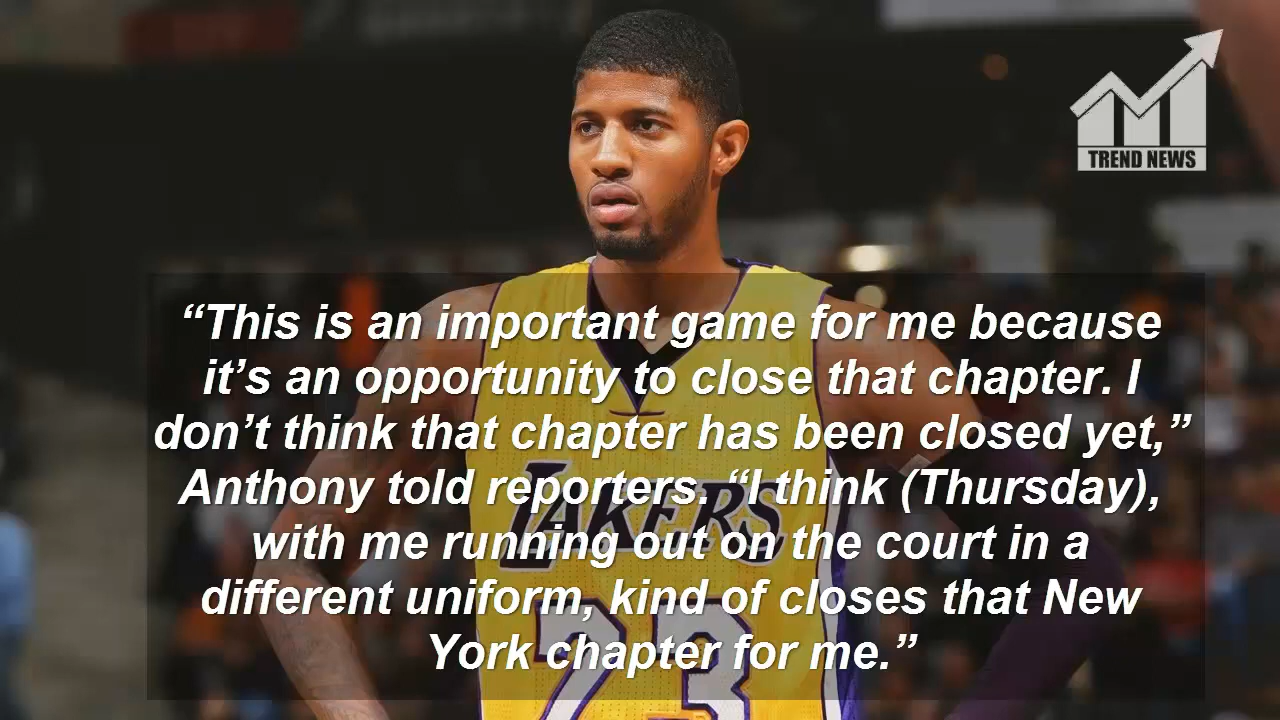 TREND NEWS
“This is an important game for me because
it’s an opportunity to close that chapter. I
don’t think that chapter has been closed yet,”
Anthony told reporters. “I think (Thursday),
with me running out on the court in a
different uniform, kind of closes that New
York chapter for me.”
LAKERS
23